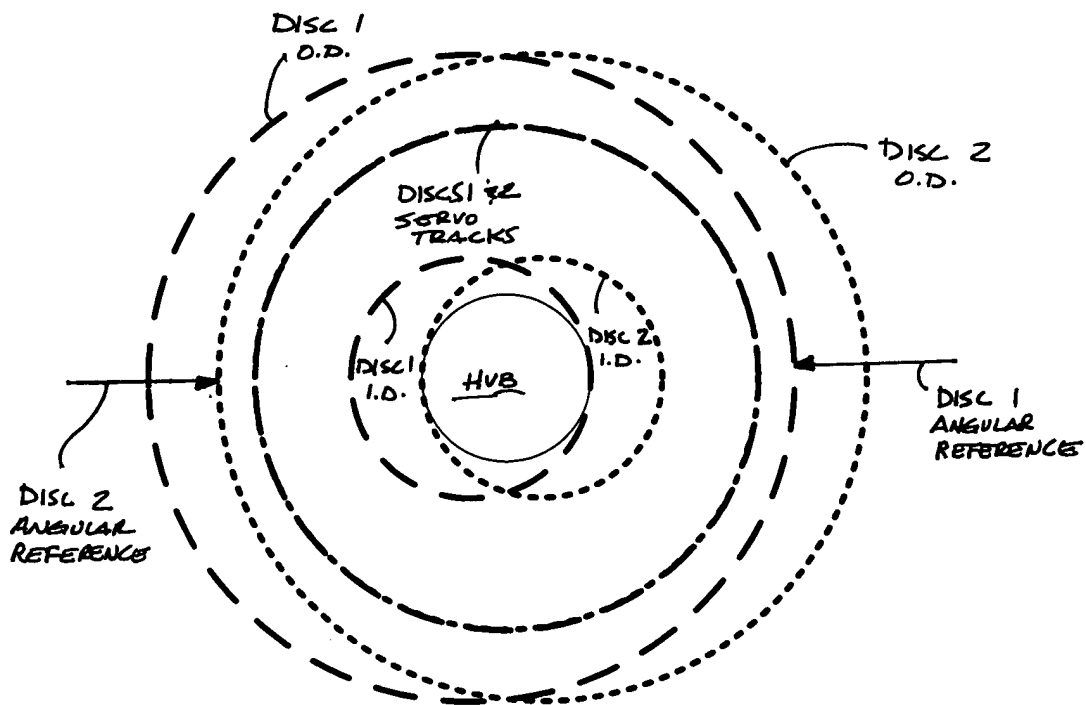 DISC 1
O.D.
DISC 2
O.D.
DISCS 1 & 2
SERVO
TRACKS
DISC 1
I.D.
HUB
DISC 2
I.D.
DISC 1
ANGULAR
REFERENCE
DISC 2
ANGULAR
REFERENCE